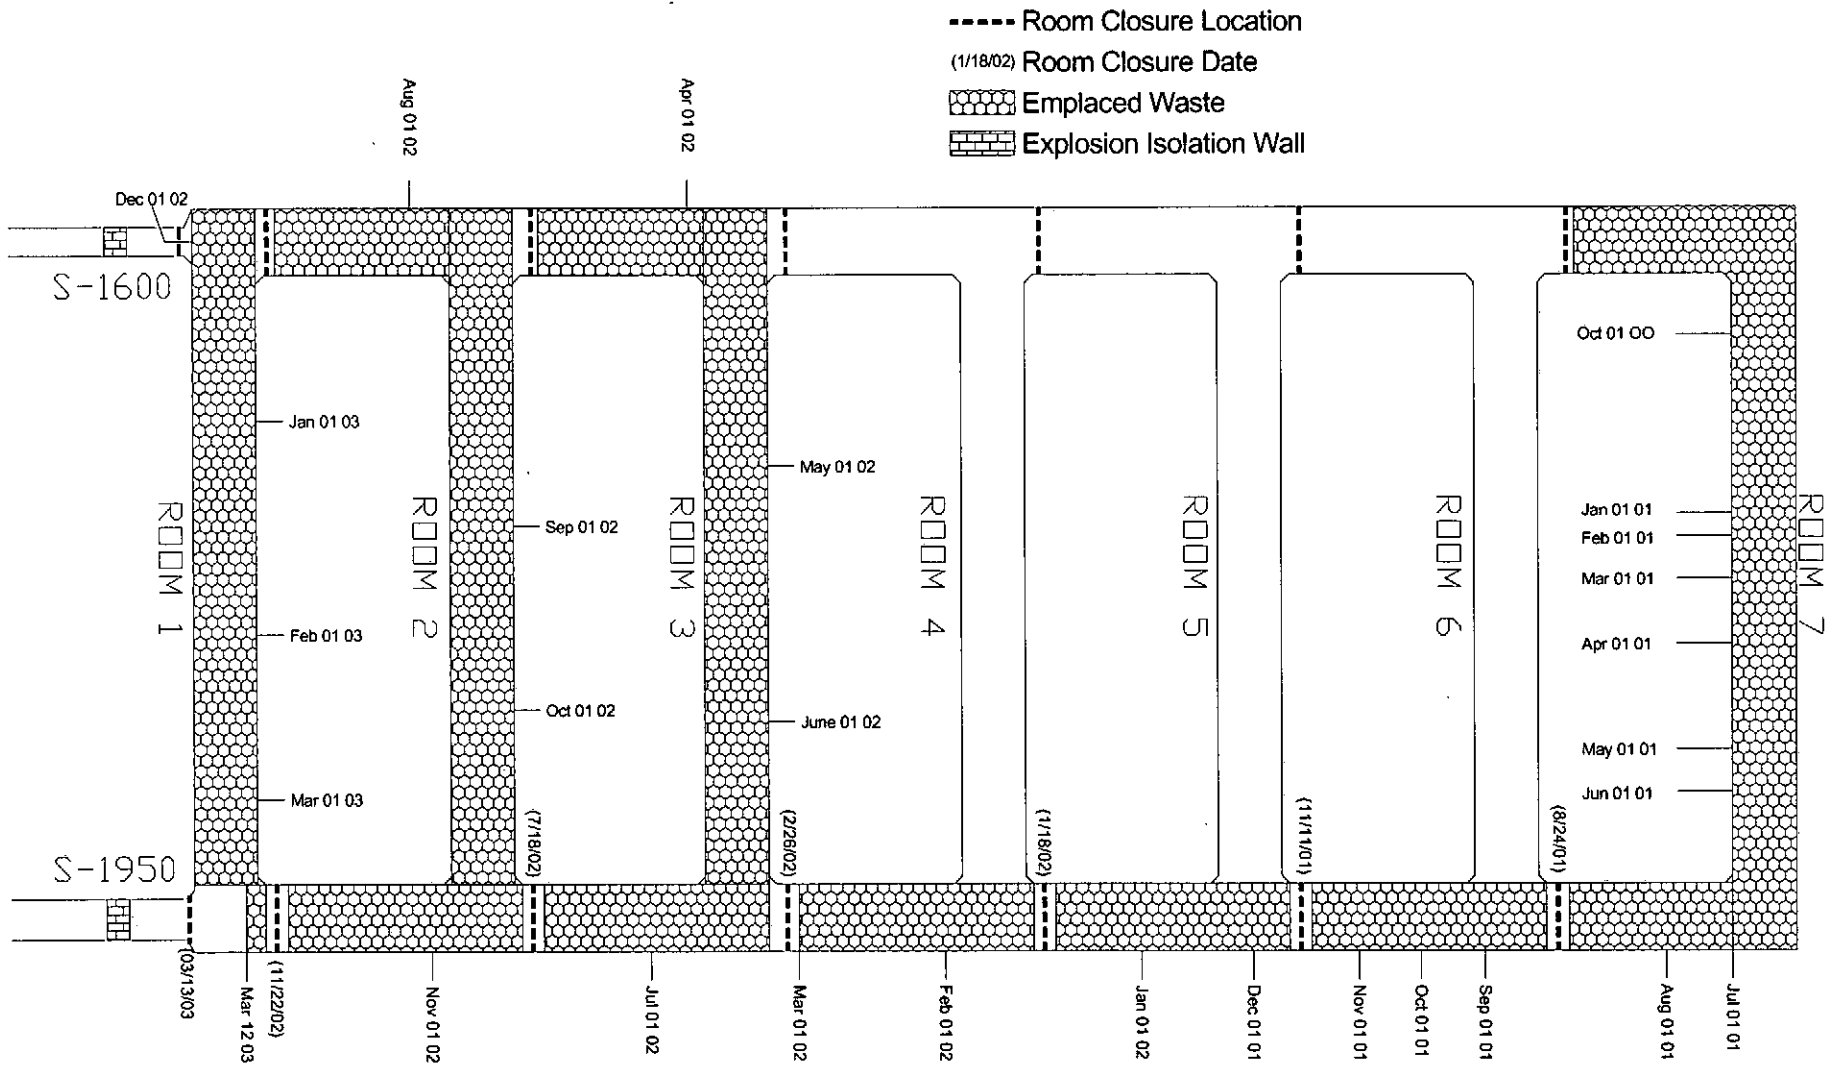 Room Closure Location
(1/18/02) Room Closure Date
Emplaced Waste
Explosion Isolation Wall
Aug 01 02
Apr 01 02
Dec 01 02
S-1600
Oct 01 OO
Jan 01 03
May 01 02
Sep 01 02
Jan 01 01
Feb 01 01
Mar 01 01
ROOM 1
ROOM 2
ROOM 3
ROOM 4
ROOM 5
ROOM 6
ROOM 7
Feb 01 03
Apr 01 01
Oct 01 02
June 01 02
May 01 01
Jun 01 01
Mar 01 03
S-1950
(7/18/02)
(2/26/02)
(1/18/02)
(11/11/01)
(8/24/01)
(03/13/03
Mar 12 03
(11/22/02)
Nov 01 02
Jul 01 02
Mar 01 02
Feb 01 02
Jan 01 02
Dec 01 01
Nov 01 01
Oct 01 01
Sep 01 01
Aug 01 01
Jul 01 01